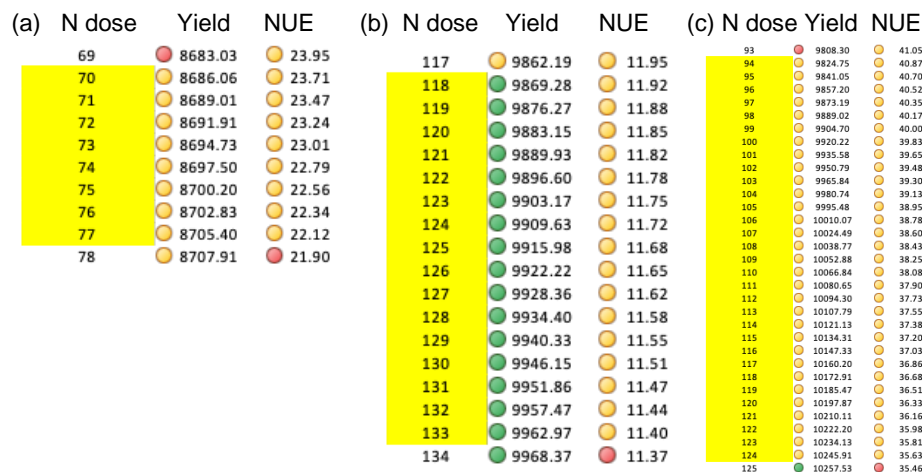 (a) N dose Yield NUE
69 8683.03 23.95
70 8686.06 23.71
71 8689.01 23.47
72 8691.91 23.24
73 8694.73 23.01
74 8697.50 22.79
75 8700.20 22.56
76 8702.83 22.34
77 8705.40 22.12
78 8707.91 21.90
(b) N dose Yield NUE
117 9862.19 11.95
118 9869.28 11.92
119 9876.27 11.88
120 9883.15 11.85
121 9889.93 11.82
122 9896.60 11.78
123 9903.17 11.75
124 9909.63 11.72
125 9915.98 11.68
126 9922.22 11.65
127 9928.36 11.62
128 9934.40 11.58
129 9940.33 11.55
130 9946.15 11.51
131 9951.86 11.47
132 9957.47 11.44
133 9962.97 11.40
134 9968.37 11.37
(c) N dose Yield NUE
93 9808.30 41.05
94 9824.75 40.87
95 9841.05 40.70
96 9857.20 40.52
97 9873.19 40.35
98 9889.02 40.17
99 9904.70 40.00
100 9920.22 39.83
101 9935.58 39.65
102 9950.79 39.48
103 9965.84 39.30
104 9980.74 39.13
105 9995.48 38.95
106 10010.07 38.78
107 10024.49 38.60
108 10038.77 38.43
109 10052.88 38.25
110 10066.84 38.08
111 10080.65 37.90
112 10094.30 37.73
113 10107.79 37.55
114 10121.13 37.38
115 10134.31 37.20
116 10147.33 37.03
117 10160.20 36.86
118 10172.91 36.68
119 10185.47 36.51
120 10197.87 36.33
121 10210.11 36.16
122 10222.20 35.98
123 10234.13 35.81
124 10245.91 35.63
125 10257.53 35.46